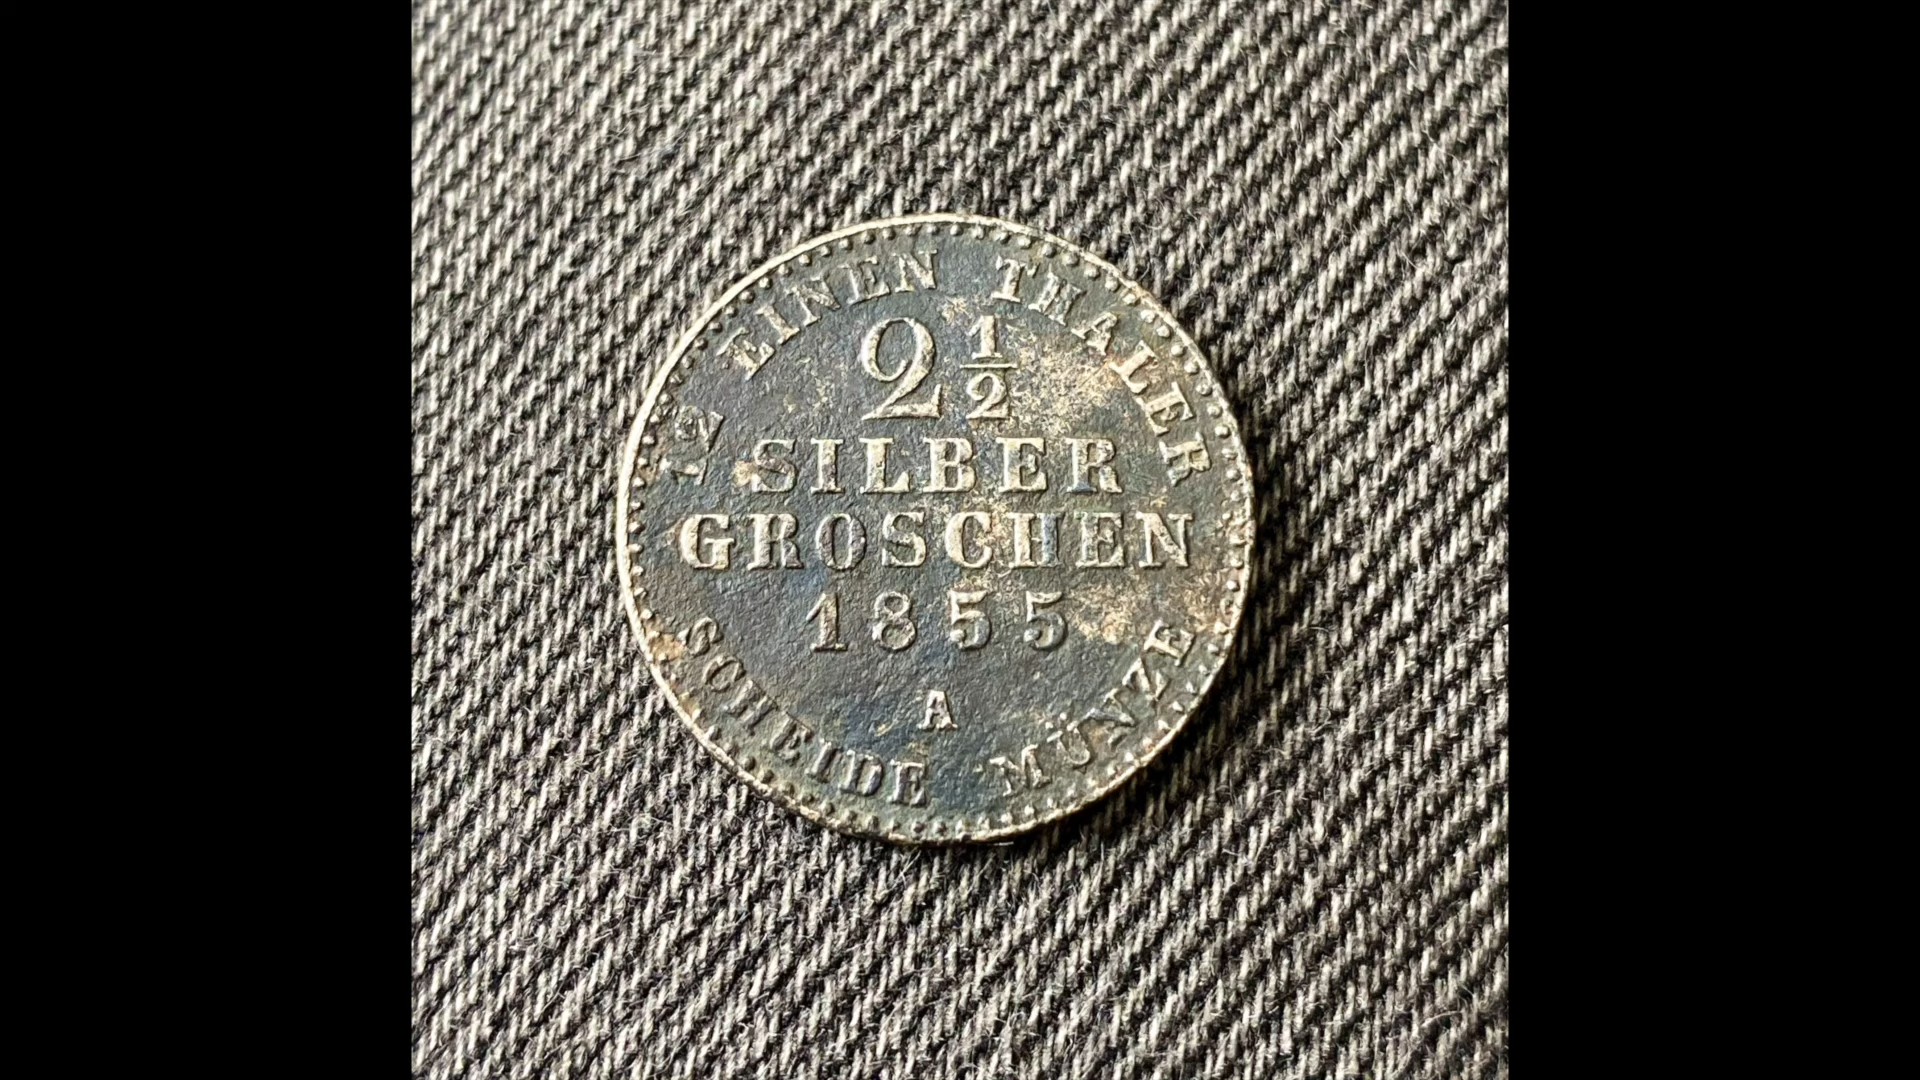 12 EINEN THALER
2 1/2
SILBER
GROSCHEN
1855
A
SCHEIDE MÜNZE